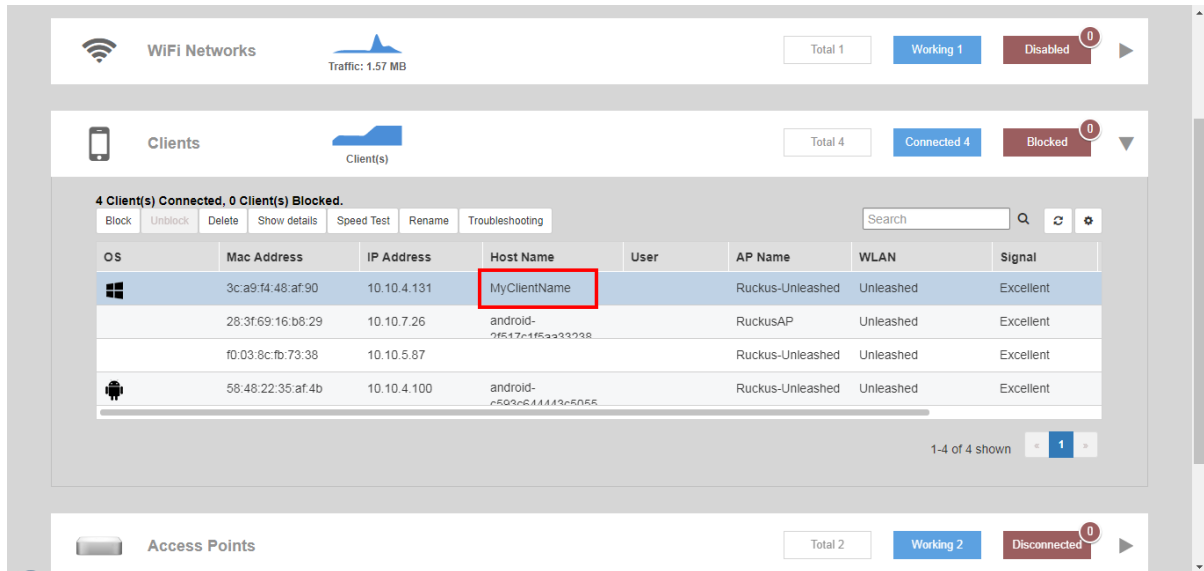 WiFi Networks
Traffic: 1.57 MB
Total 1
Working 1
Disabled
0
Clients
Client(s)
Total 4
Connected 4
Blocked
0
4 Client(s) Connected, 0 Client(s) Blocked.
Block Unblock Delete Show details Speed Test Rename Troubleshooting Search
OS Mac Address IP Address Host Name User AP Name WLAN Signal
3c:a9:f4:48:af:90 10.10.4.131 MyClientName Ruckus-Unleashed Unleashed Excellent
28:3f:69:16:b8:29 10.10.7.26 android- RuckusAP Unleashed Excellent
2f517c1f5aa33238
f0:03:8c:fb:73:38 10.10.5.87 Ruckus-Unleashed Unleashed Excellent
58:48:22:35:af:4b 10.10.4.100 android- Ruckus-Unleashed Unleashed Excellent
c593c644443c5055
1-4 of 4 shown « 1 »
Access Points
Total 2
Working 2
Disconnected
0